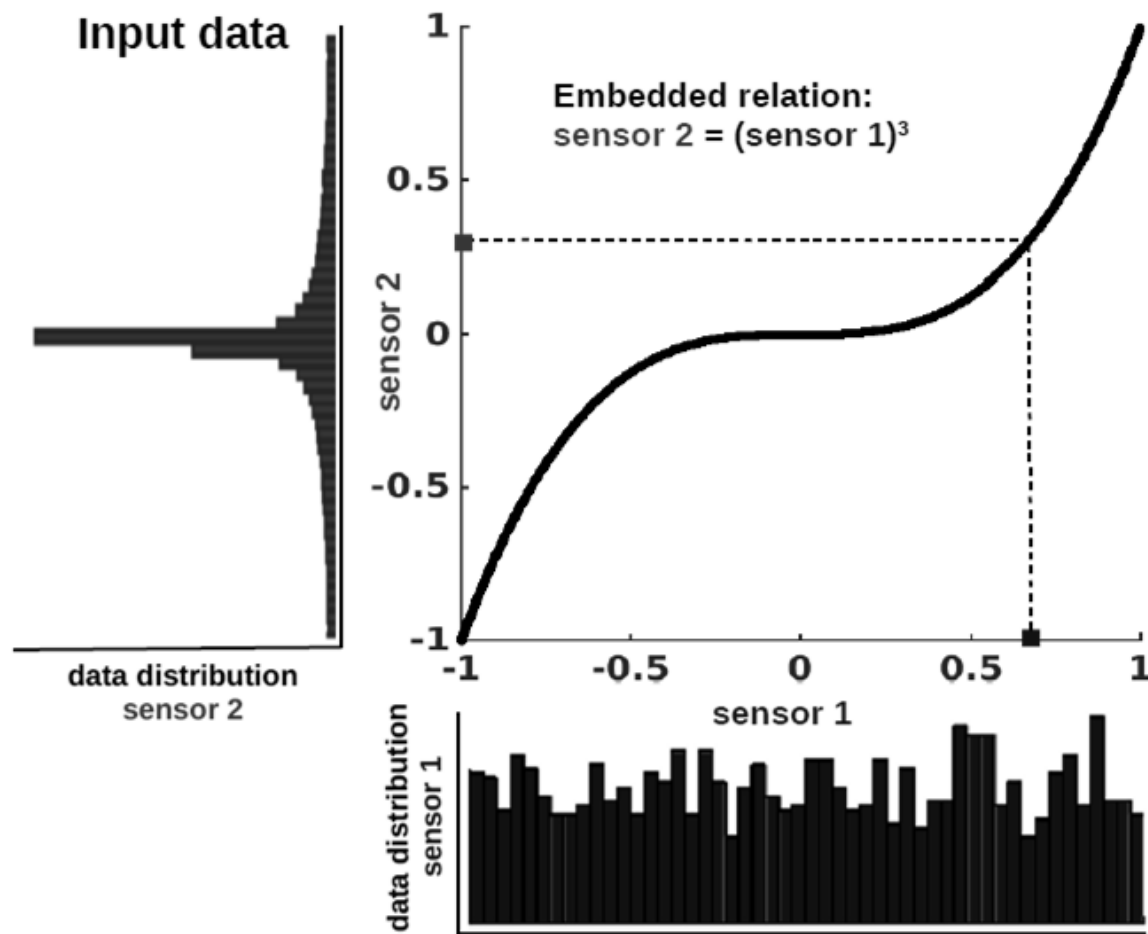 Input data
1
Embedded relation:
sensor 2 = (sensor 1)³
0.5
sensor 2
0
-0.5
-1
-1 -0.5 0 0.5 1
data distribution
sensor 2
sensor 1
data distribution
sensor 1